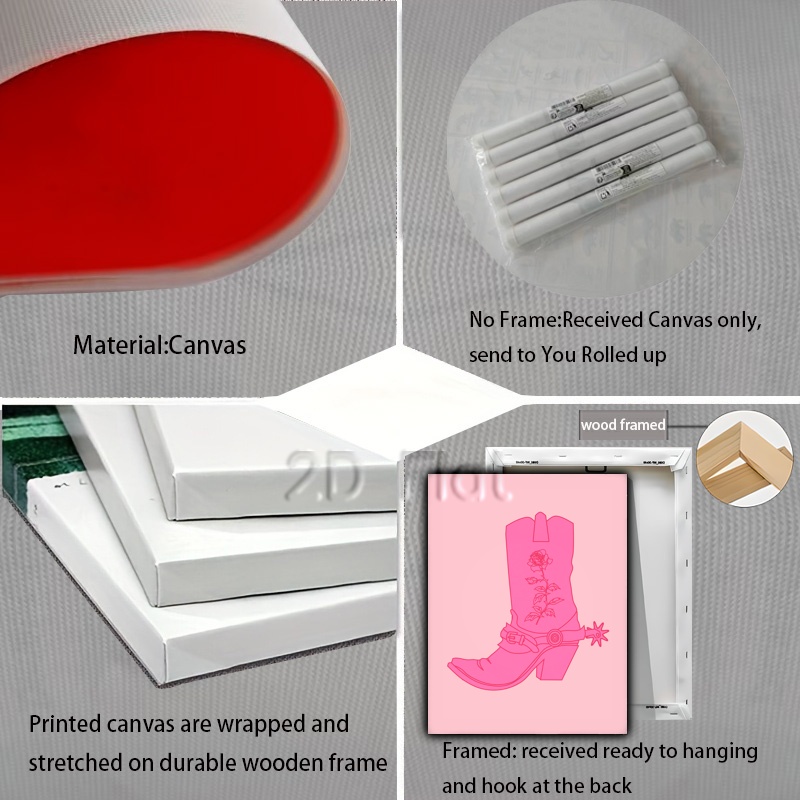 Material:Canvas
No Frame:Received Canvas only,
send to You Rolled up
wood framed
2D Flat
Printed canvas are wrapped and
stretched on durable wooden frame
Framed: received ready to hanging
and hook at the back